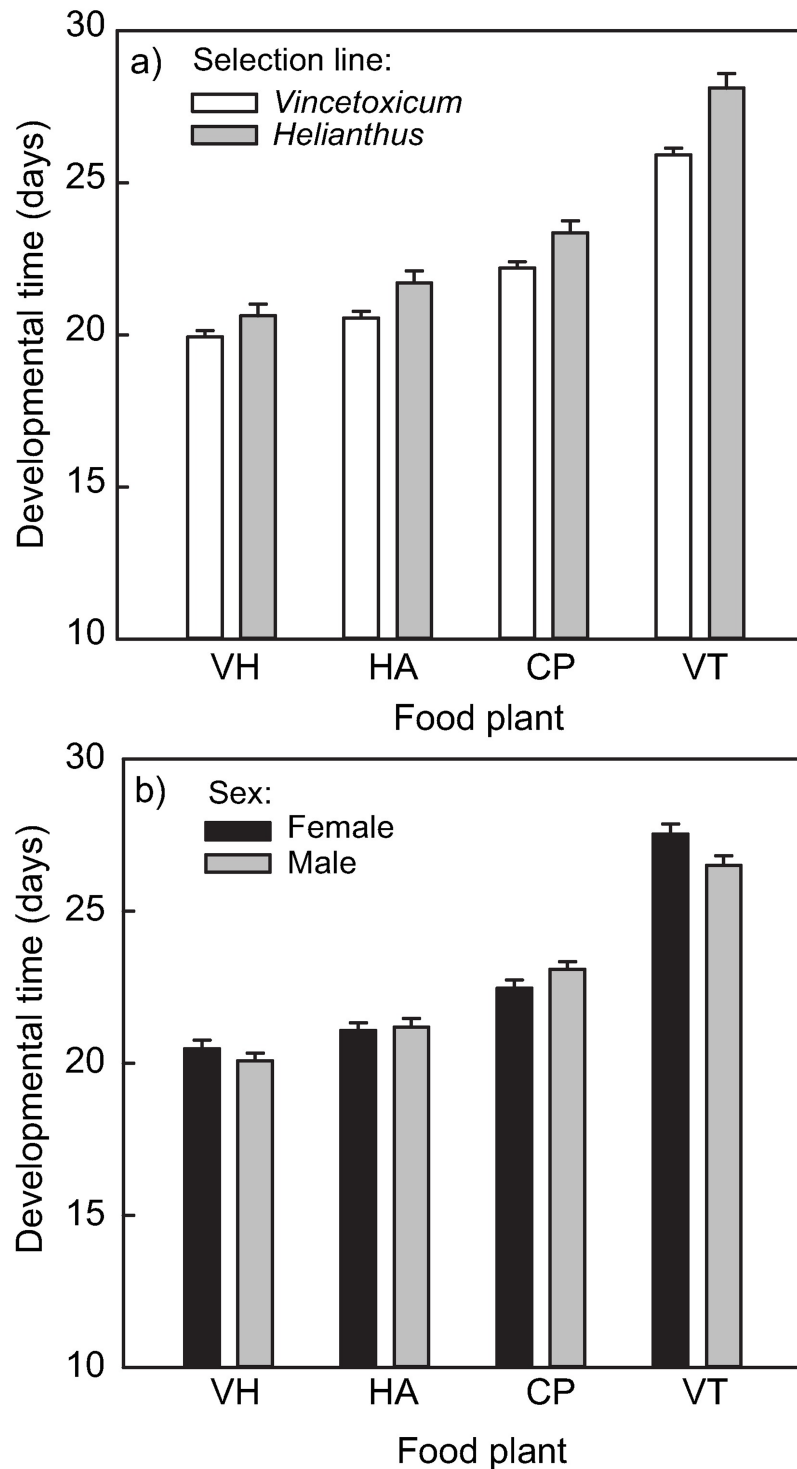 a) Selection line:
Vincetoxicum
Helianthus
Developmental time (days)
30
25
20
15
10
VH HA CP VT
Food plant
b) Sex:
Female
Male
Developmental time (days)
30
25
20
15
10
VH HA CP VT
Food plant